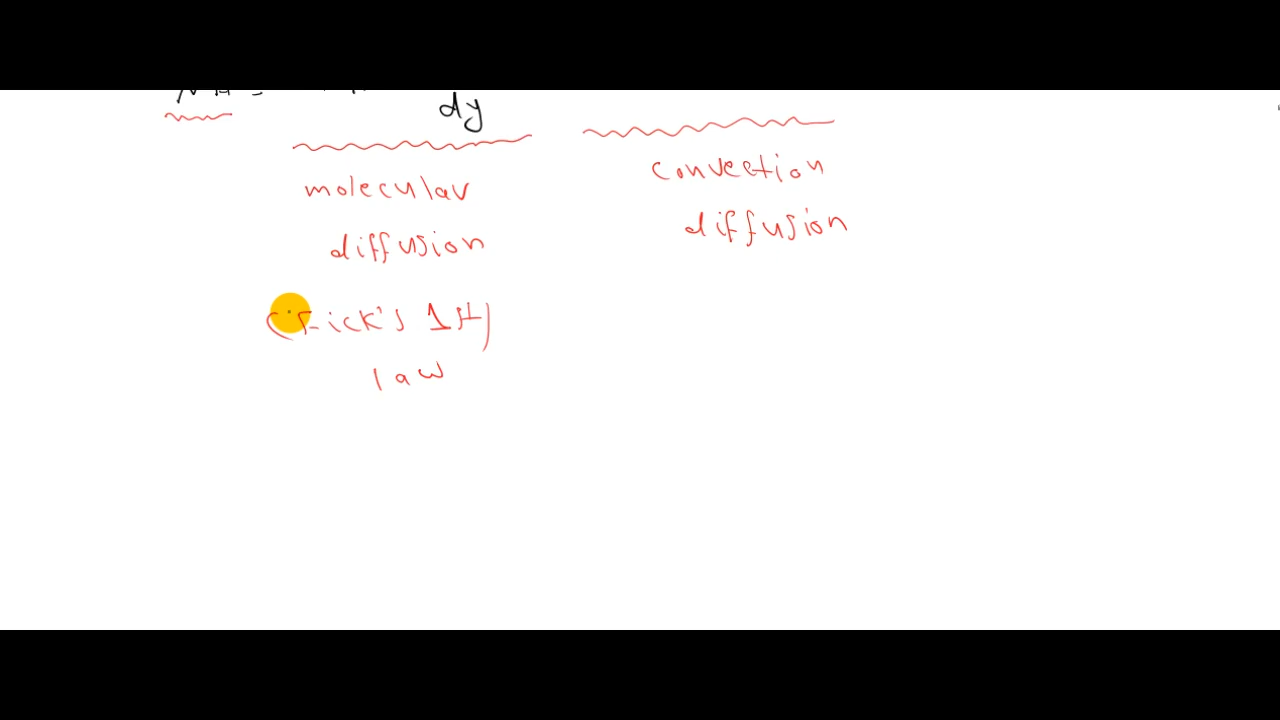 dy
molecular
diffusion
convection
diffusion
(Fick's 1st)
law